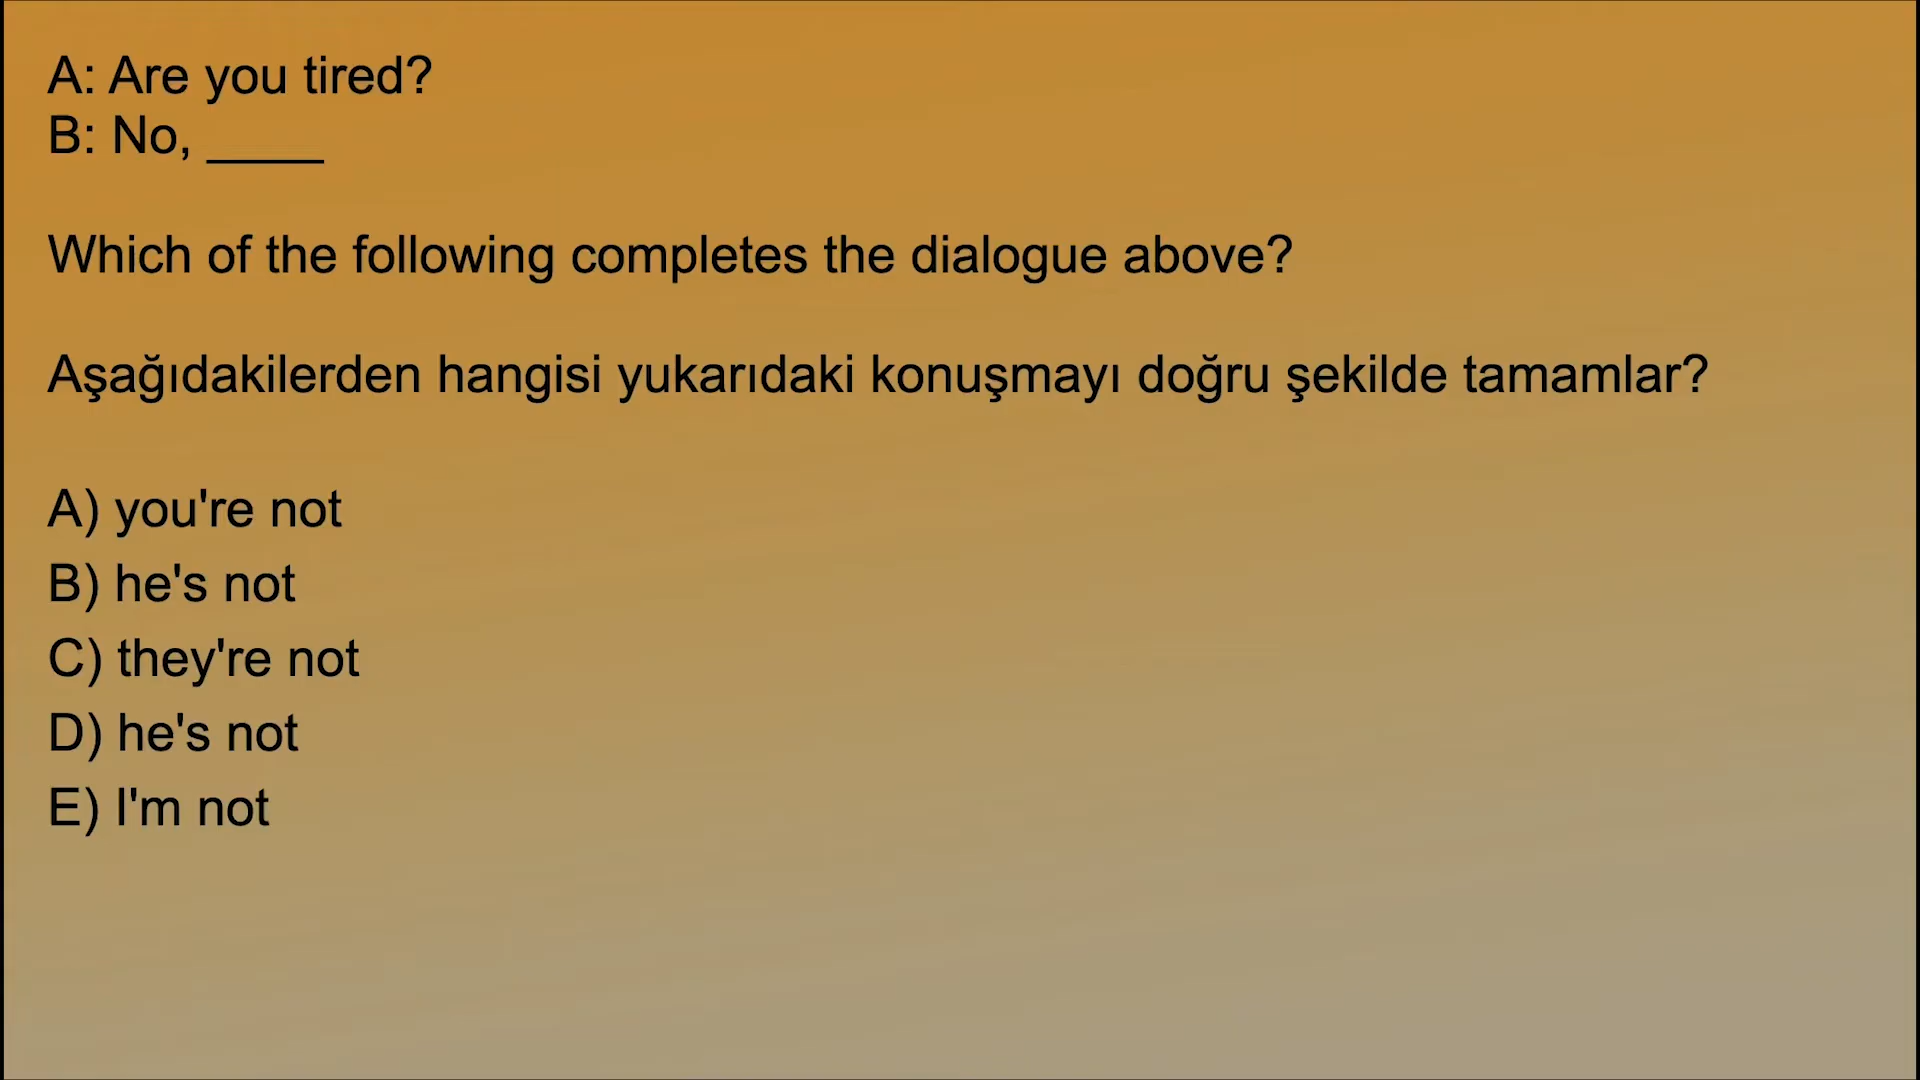 A: Are you tired?
B: No, ____
Which of the following completes the dialogue above?
Aşağıdakilerden hangisi yukarıdaki konuşmayı doğru şekilde tamamlar?
A) you're not
B) he's not
C) they're not
D) he's not
E) I'm not